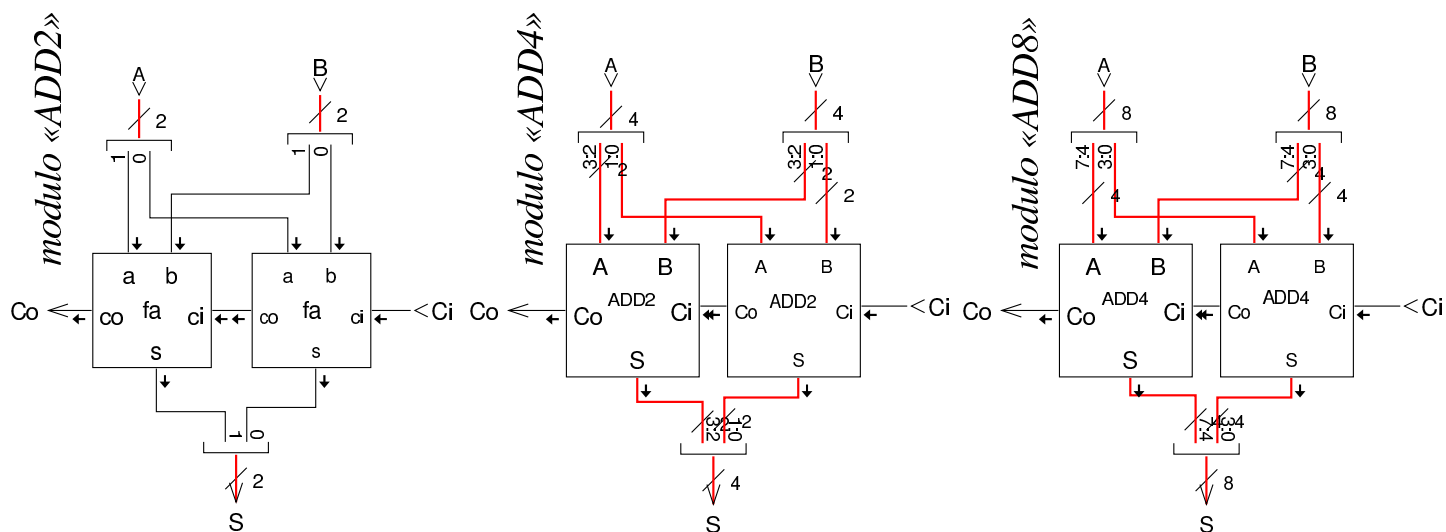 modulo «ADD2»
A
B
2
2
1 0
1 0
a b
a b
Co
co fa ci
co fa ci
Ci
s
s
1 0
2
S
modulo «ADD4»
A
B
4
4
3:2 1:0
3:2 1:0
2
2
2
A B
A B
ADD2
ADD2
Co
Co Ci
Co Ci
Ci
S
S
3:2 1:0
2 2
4
S
modulo «ADD8»
A
B
8
8
7:4 3:0
7:4 3:0
4
4
4
A B
A B
ADD4
ADD4
Co
Co Ci
Co Ci
Ci
S
S
7:4 3:0
4 4
8
S